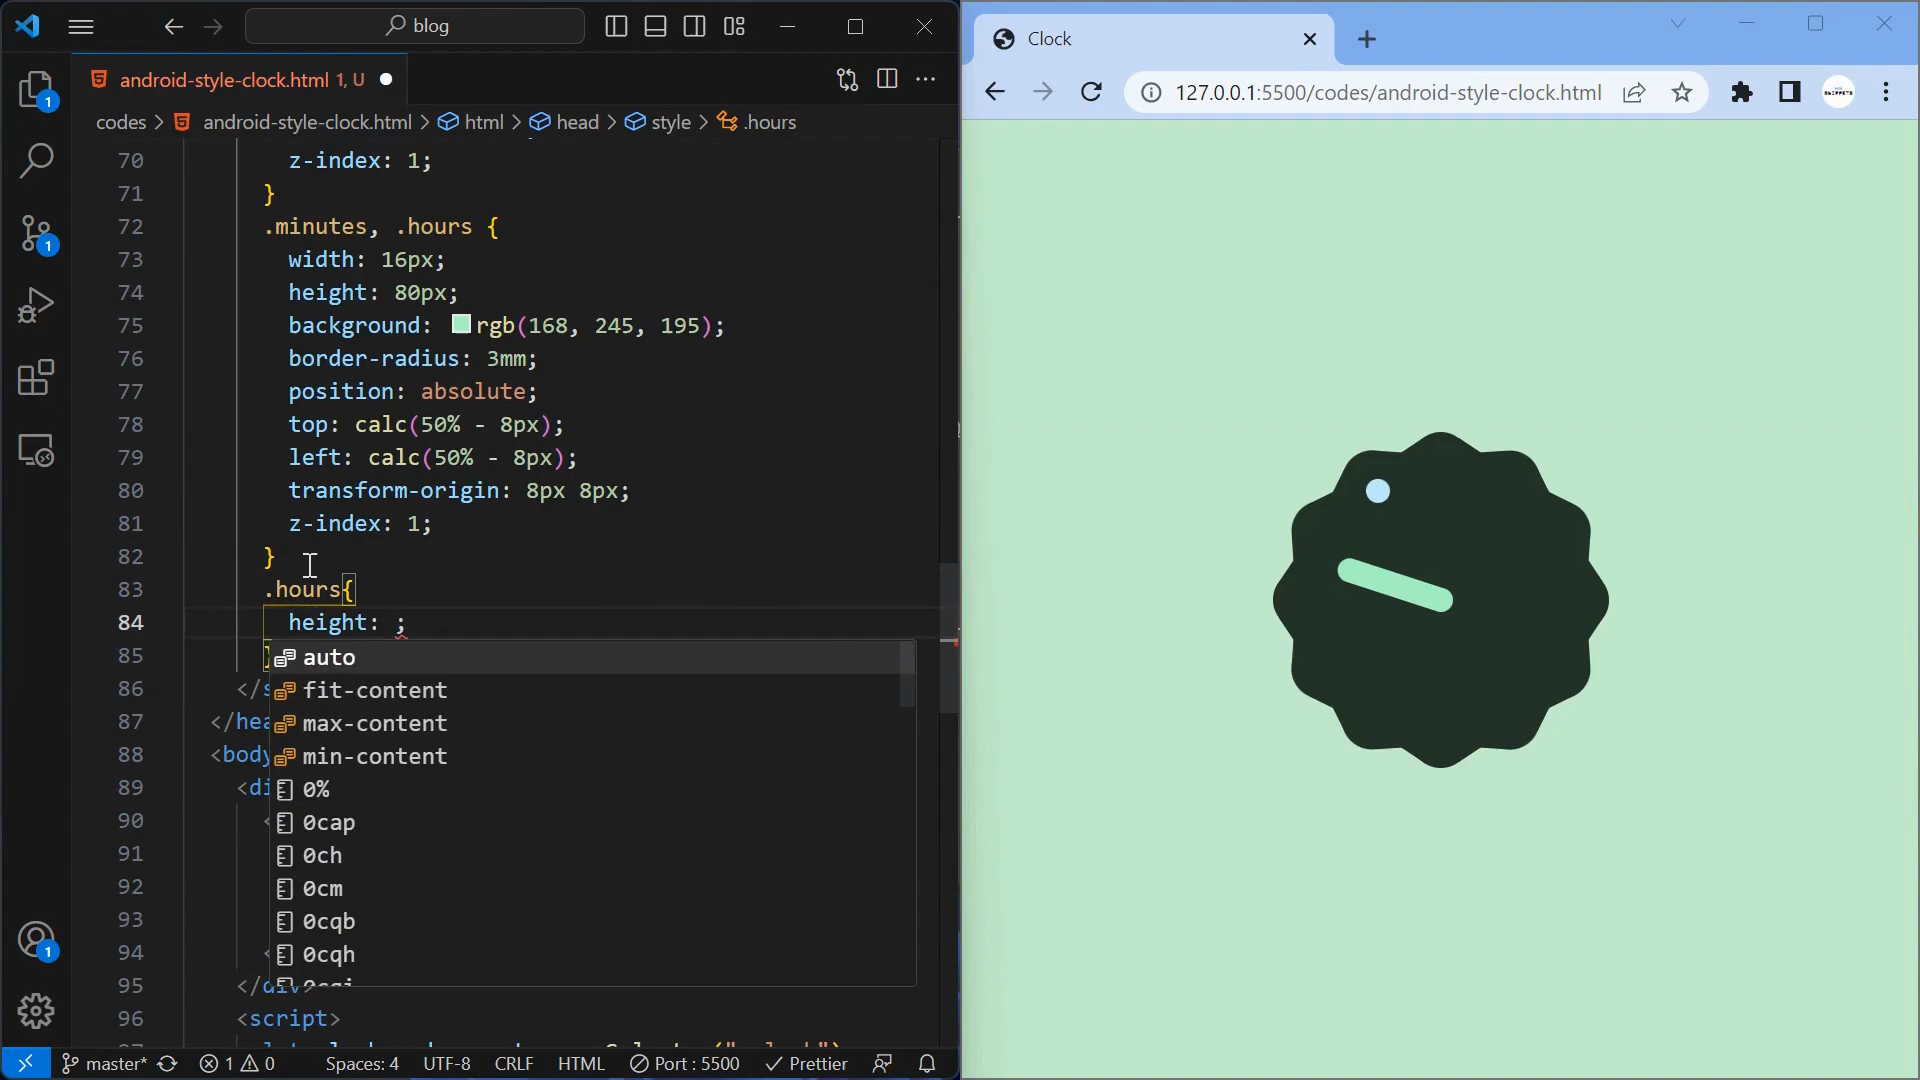 blog
Clock
android-style-clock.html 1, U
127.0.0.1:5500/codes/android-style-clock.html
codes > android-style-clock.html > html > head > style > .hours
70 z-index: 1;
71 }
72 .minutes, .hours {
73 width: 16px;
74 height: 80px;
75 background: rgb(168, 245, 195);
76 border-radius: 3mm;
77 position: absolute;
78 top: calc(50% - 8px);
79 left: calc(50% - 8px);
80 transform-origin: 8px 8px;
81 z-index: 1;
82 }
83 .hours{
84 height: ;
85 }
auto
86 </s
fit-content
87 </hea
max-content
88 <body
min-content
89 <di
0%
90 <
0cap
91
0ch
92
0cm
93
0cqb
94 <
0cqh
95 </div>
96 <script>
1
1
1
master* 1 0 Spaces: 4 UTF-8 CRLF HTML Port : 5500 Prettier